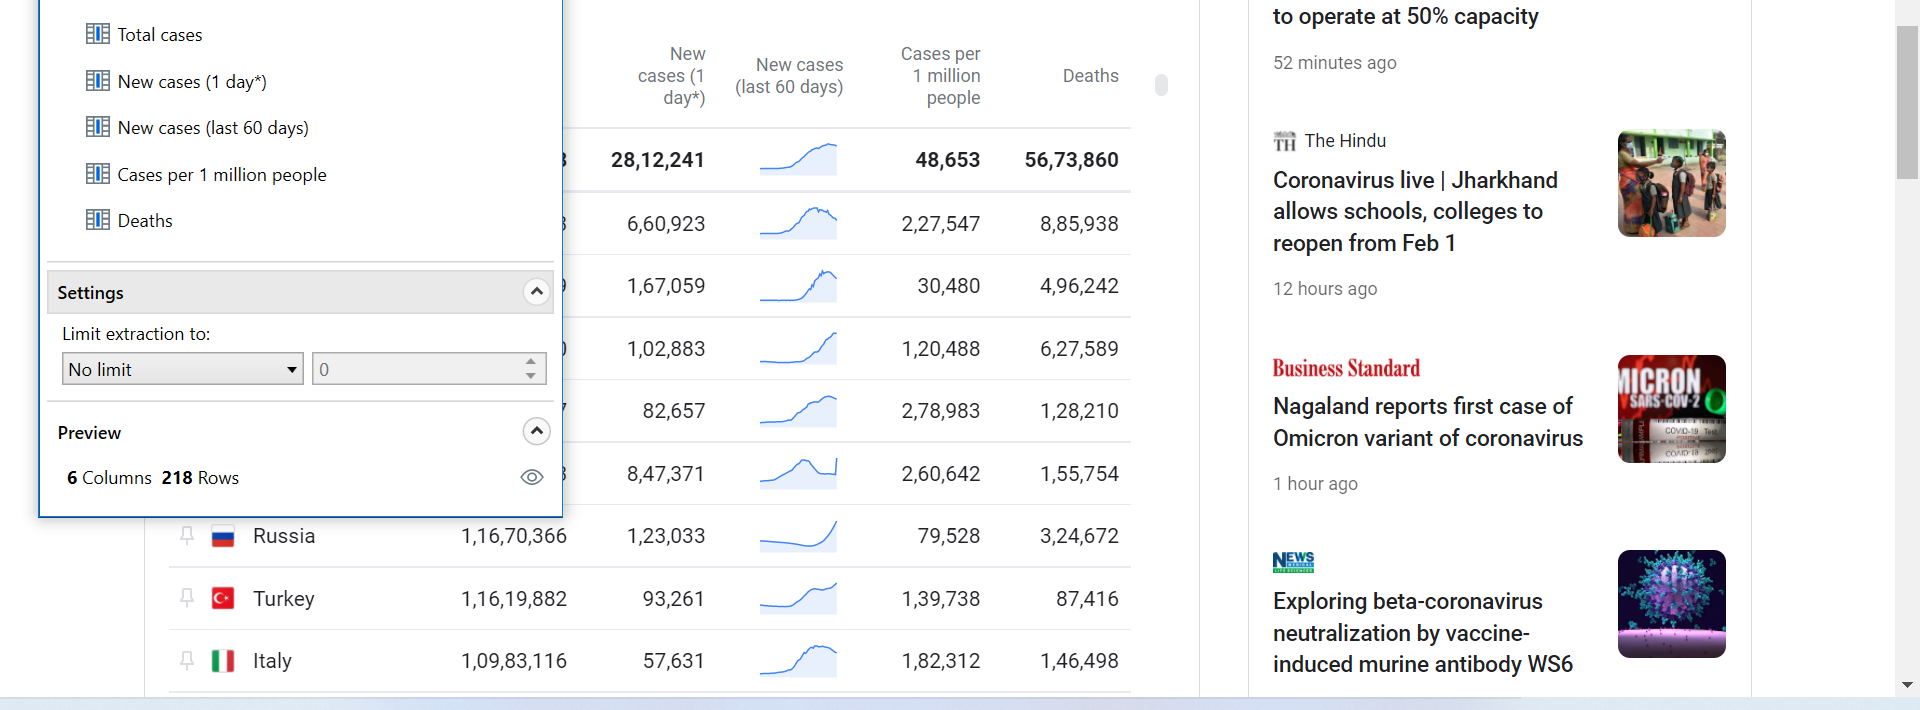 Total cases
New cases (1 day*)
New cases (last 60 days)
Cases per 1 million people
Deaths
Settings
Limit extraction to:
No limit 0
Preview
6 Columns 218 Rows
New
cases (1
day*)
New cases
(last 60 days)
Cases per
1 million
people
Deaths
28,12,241 48,653 56,73,860
6,60,923 2,27,547 8,85,938
1,67,059 30,480 4,96,242
1,02,883 1,20,488 6,27,589
82,657 2,78,983 1,28,210
8,47,371 2,60,642 1,55,754
Russia 1,16,70,366 1,23,033 79,528 3,24,672
Turkey 1,16,19,882 93,261 1,39,738 87,416
Italy 1,09,83,116 57,631 1,82,312 1,46,498
to operate at 50% capacity
52 minutes ago
TH The Hindu
Coronavirus live | Jharkhand
allows schools, colleges to
reopen from Feb 1
12 hours ago
Business Standard
Nagaland reports first case of
Omicron variant of coronavirus
1 hour ago
MICRON
SARS-COV-2
COVID-19 Test
NEWS
Exploring beta-coronavirus
neutralization by vaccine-
induced murine antibody WS6